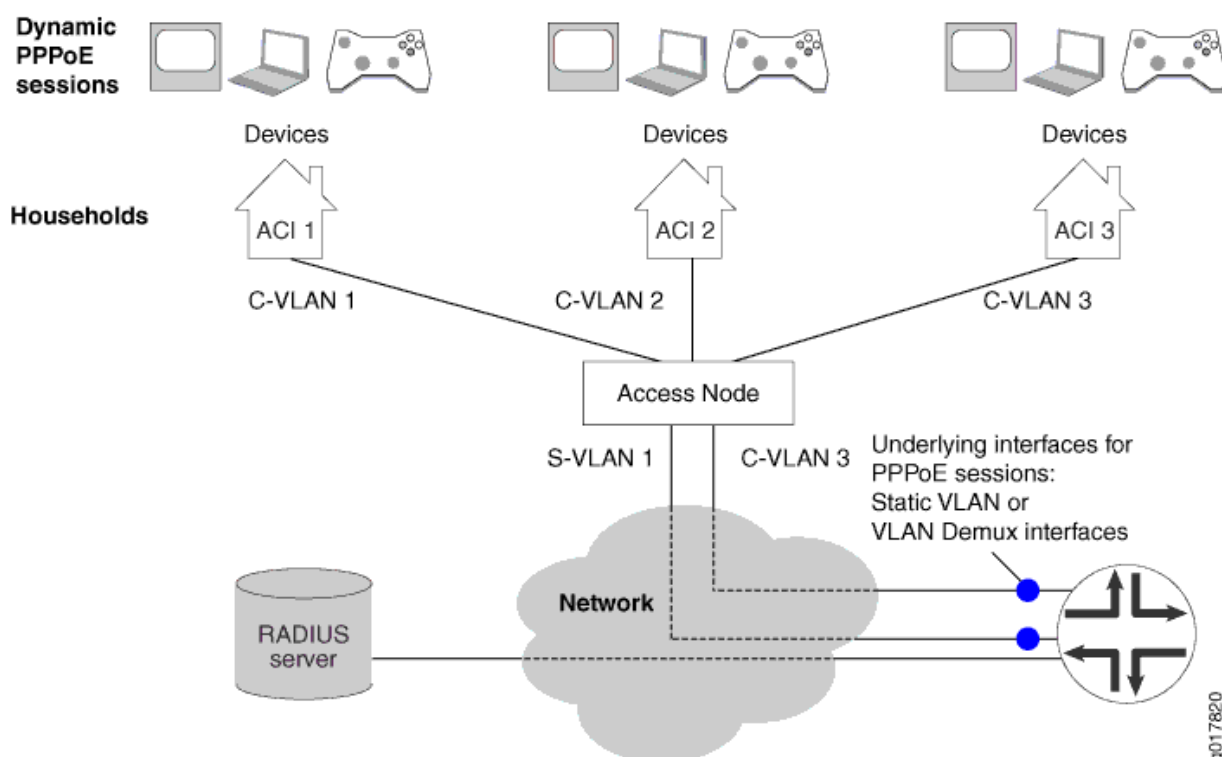 Dynamic
PPPoE
sessions
Devices
Devices
Devices
Households
ACI 1
ACI 2
ACI 3
C-VLAN 1
C-VLAN 2
C-VLAN 3
Access Node
S-VLAN 1
C-VLAN 3
Underlying interfaces for
PPPoE sessions:
Static VLAN or
VLAN Demux interfaces
Network
RADIUS
server
g017820